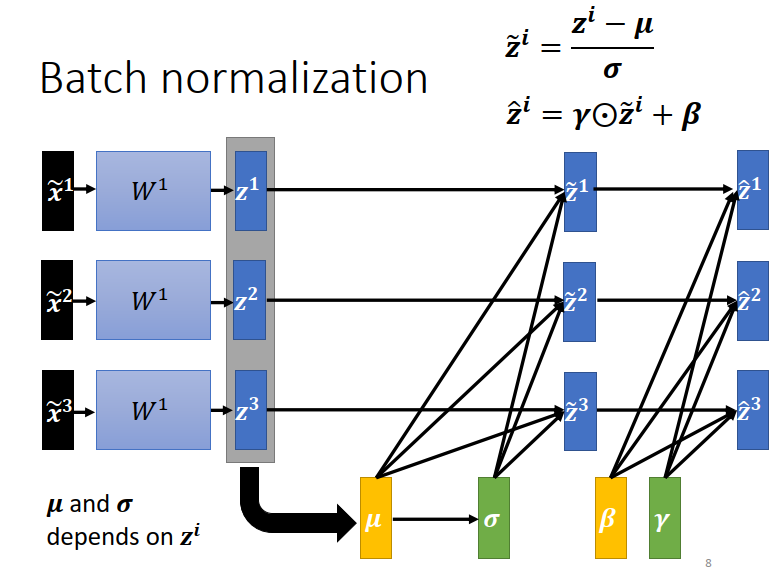 Batch normalization
z̃ⁱ = (zⁱ − μ) / σ
ẑⁱ = γ⊙z̃ⁱ + β
x̃¹ W¹ z¹ z̃¹ ẑ¹
x̃² W¹ z² z̃² ẑ²
x̃³ W¹ z³ z̃³ ẑ³
μ σ β γ
μ and σ
depends on zⁱ
8